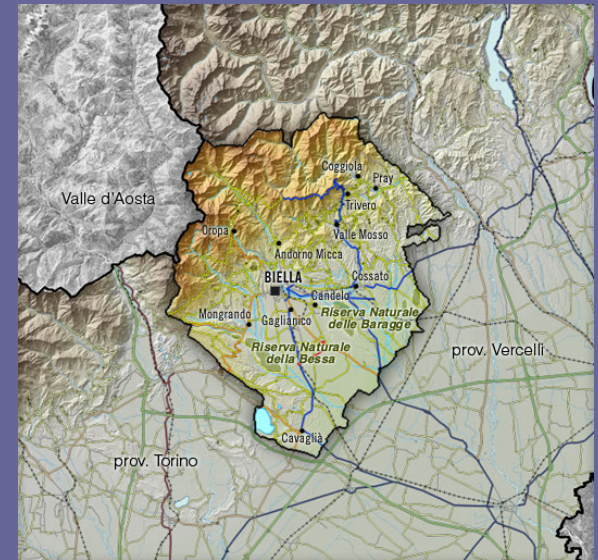 Coggiola
Pray
Valle d'Aosta
Trivero
Oropa
Valle Mosso
Andorno Micca
BIELLA
Cossato
Candelo
Mongrando
Gaglianico
Riserva Naturale
delle Baragge
Riserva Naturale
della Bessa
prov. Vercelli
Cavaglià
prov. Torino